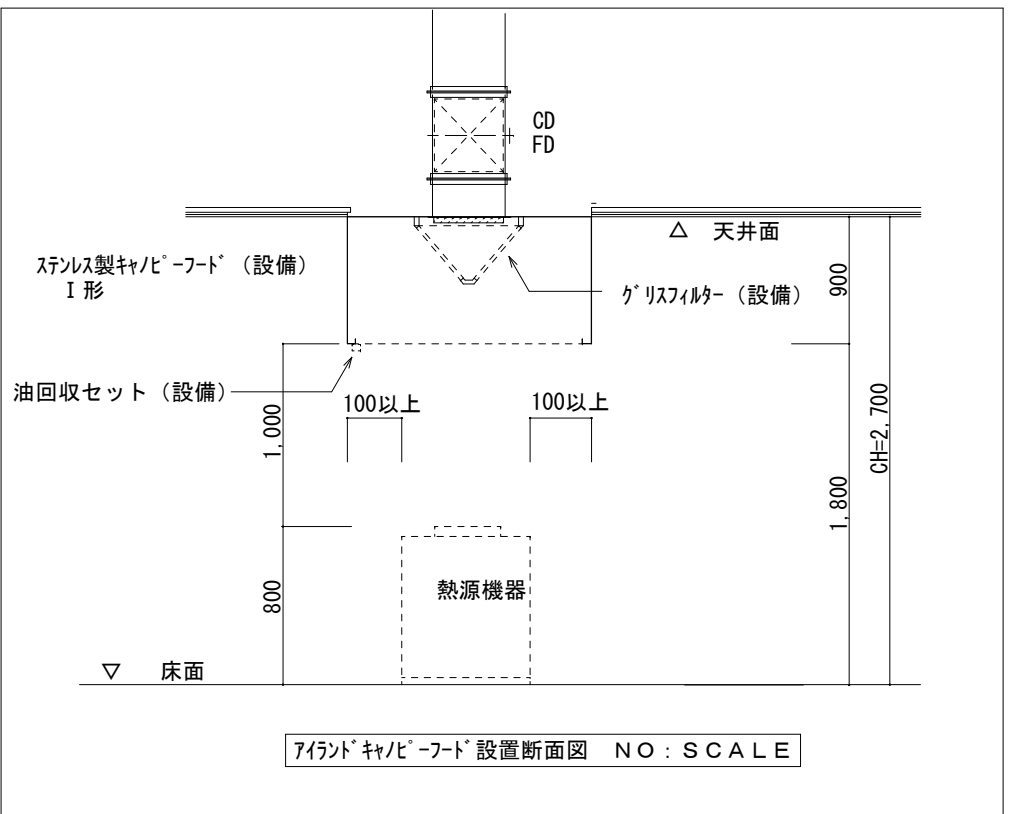 CD
FD
△ 天井面
ｽﾃﾝﾚｽ製ｷｬﾉﾋﾟｰﾌｰﾄﾞ（設備）
Ｉ形
ｸﾞﾘｽﾌｨﾙﾀｰ（設備）
900
油回収セット（設備）
100以上
100以上
1,000
CH=2,700
1,800
熱源機器
800
▽ 床面
ｱｲﾗﾝﾄﾞｷｬﾉﾋﾟｰﾌｰﾄﾞ設置断面図 ＮＯ：ＳＣＡＬＥ